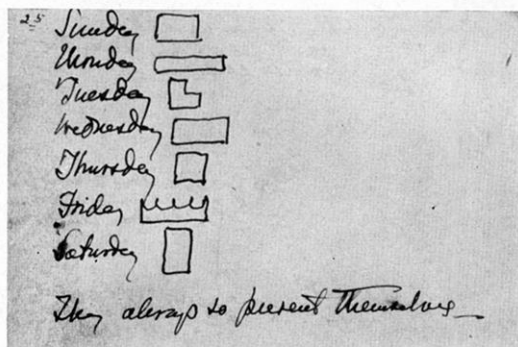 25
Sunday
Monday
Tuesday
Wednesday
Thursday
Friday
Saturday
They always so present themselves